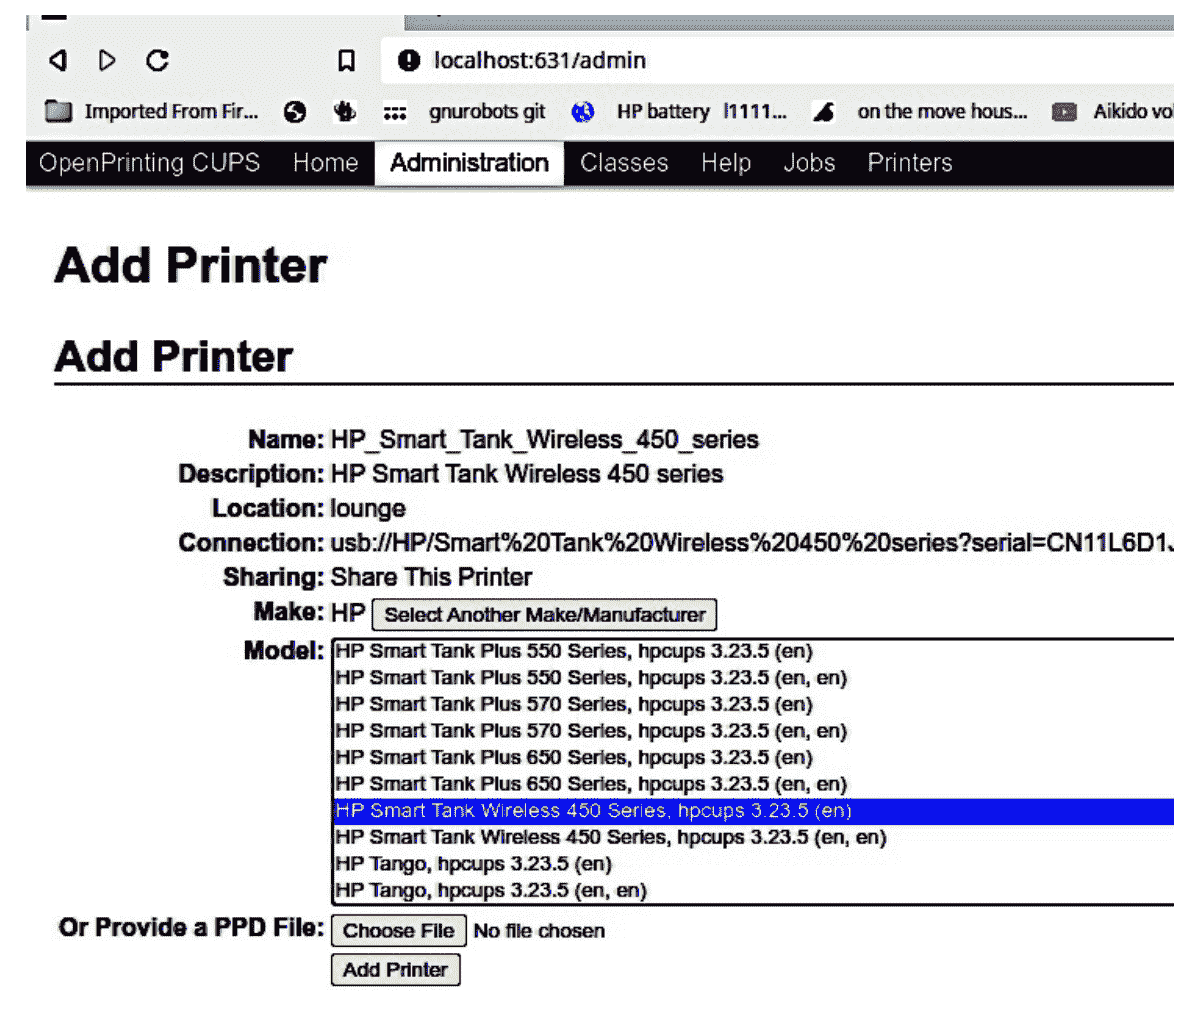 localhost:631/admin
Imported From Fir... gnurobots git HP battery l1111... on the move hous... Aikido vol
OpenPrinting CUPS Home Administration Classes Help Jobs Printers
Add Printer
Add Printer
Name: HP_Smart_Tank_Wireless_450_series
Description: HP Smart Tank Wireless 450 series
Location: lounge
Connection: usb://HP/Smart%20Tank%20Wireless%20450%20series?serial=CN11L6D1J
Sharing: Share This Printer
Make: HP Select Another Make/Manufacturer
Model: HP Smart Tank Plus 550 Series, hpcups 3.23.5 (en)
HP Smart Tank Plus 550 Series, hpcups 3.23.5 (en, en)
HP Smart Tank Plus 570 Series, hpcups 3.23.5 (en)
HP Smart Tank Plus 570 Series, hpcups 3.23.5 (en, en)
HP Smart Tank Plus 650 Series, hpcups 3.23.5 (en)
HP Smart Tank Plus 650 Series, hpcups 3.23.5 (en, en)
HP Smart Tank Wireless 450 Series, hpcups 3.23.5 (en)
HP Smart Tank Wireless 450 Series, hpcups 3.23.5 (en, en)
HP Tango, hpcups 3.23.5 (en)
HP Tango, hpcups 3.23.5 (en, en)
Or Provide a PPD File: Choose File No file chosen
Add Printer